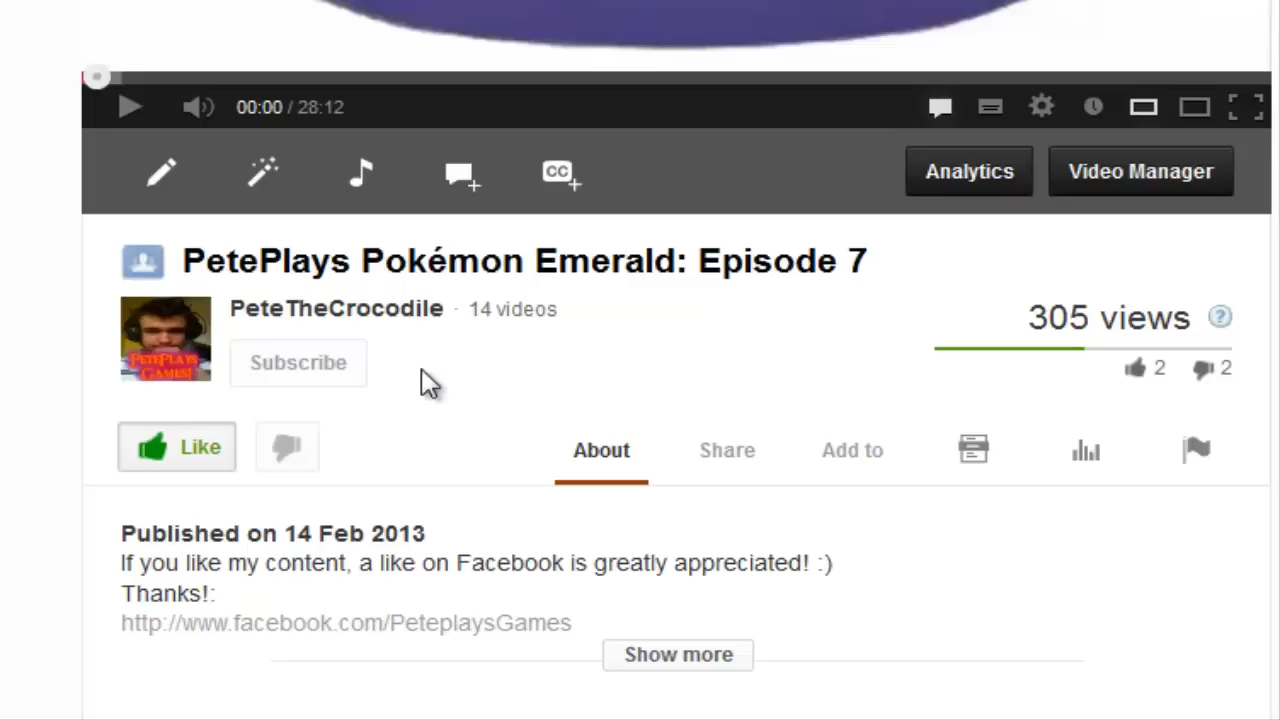 00:00 / 28:12
CC
Analytics
Video Manager
PetePlays Pokémon Emerald: Episode 7
PeteTheCrocodile · 14 videos
PETEPLAYS
GAMES!
Subscribe
305 views ?
2 2
Like
About
Share
Add to
Published on 14 Feb 2013
If you like my content, a like on Facebook is greatly appreciated! :)
Thanks!:
http://www.facebook.com/PeteplaysGames
Show more